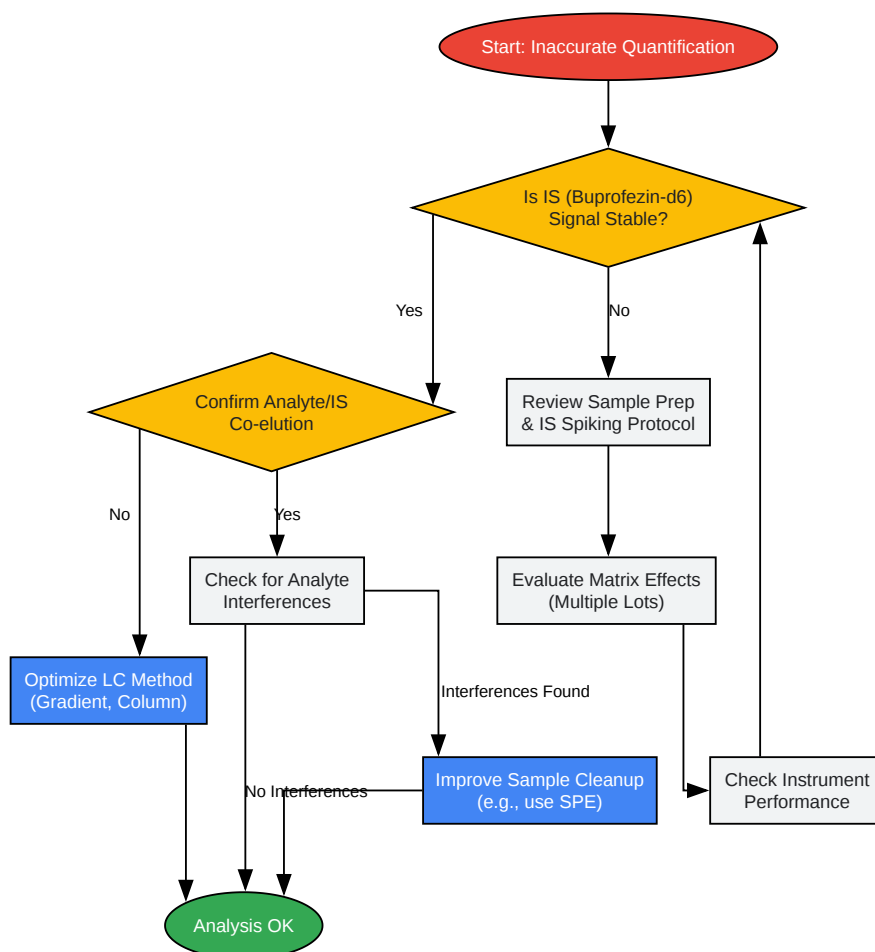 Start: Inaccurate Quantification
Is IS (Buprofezin-d6)
Signal Stable?
Yes
No
Confirm Analyte/IS
Co-elution
Review Sample Prep
& IS Spiking Protocol
No
Yes
Check for Analyte
Interferences
Evaluate Matrix Effects
(Multiple Lots)
Optimize LC Method
(Gradient, Column)
Interferences Found
No Interferences
Improve Sample Cleanup
(e.g., use SPE)
Check Instrument
Performance
Analysis OK